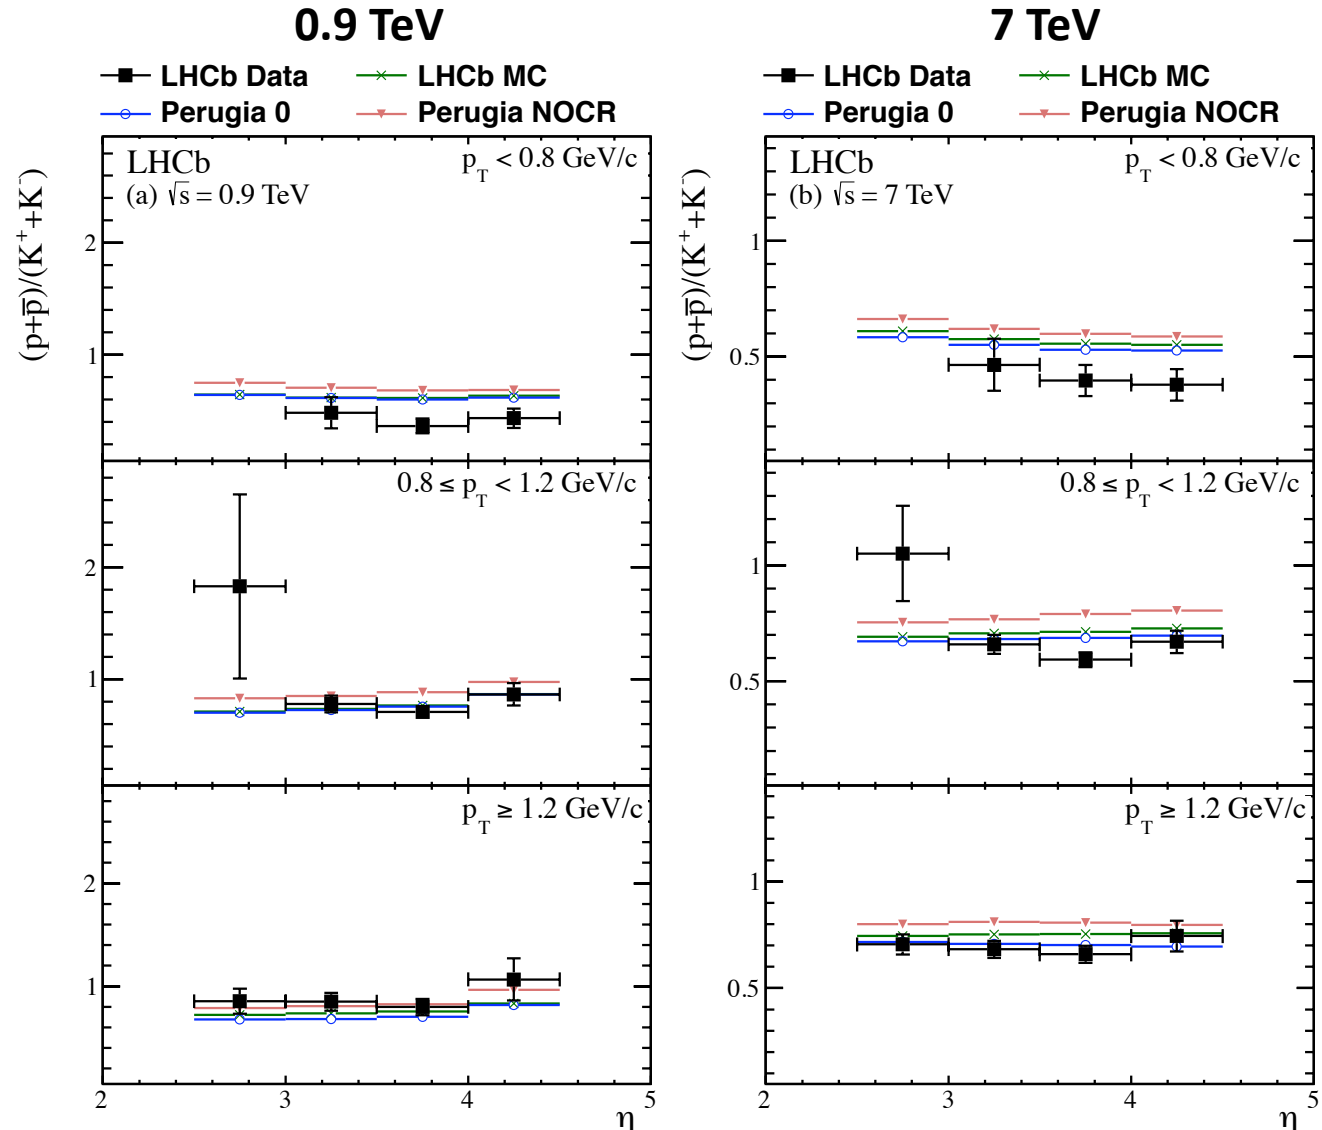 0.9 TeV
LHCb Data
LHCb MC
Perugia 0
Perugia NOCR
(p+p̅)/(K⁺+K⁻)
LHCb
(a) √s = 0.9 TeV
p_T < 0.8 GeV/c
2
1
0.8 ≤ p_T < 1.2 GeV/c
2
1
p_T ≥ 1.2 GeV/c
2
1
2 3 4 5
η
7 TeV
LHCb Data
LHCb MC
Perugia 0
Perugia NOCR
(p+p̅)/(K⁺+K⁻)
LHCb
(b) √s = 7 TeV
p_T < 0.8 GeV/c
1
0.5
0.8 ≤ p_T < 1.2 GeV/c
1
0.5
p_T ≥ 1.2 GeV/c
1
0.5
2 3 4 5
η